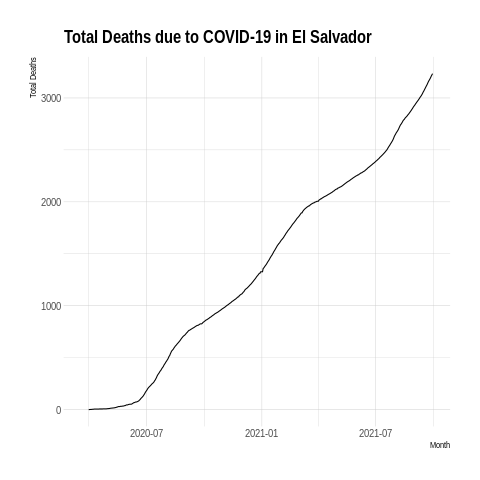 Total Deaths due to COVID-19 in El Salvador
Total Deaths
3000
2000
1000
0
2020-07 2021-01 2021-07
Month